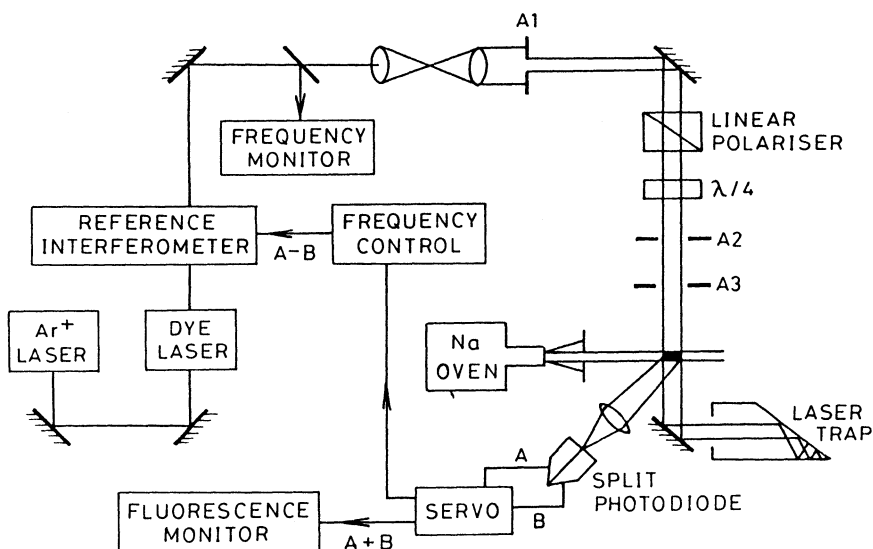 A1
LINEAR
POLARISER
FREQUENCY
MONITOR
λ/4
REFERENCE
INTERFEROMETER
FREQUENCY
CONTROL
A-B
A2
A3
Ar+
LASER
DYE
LASER
Na
OVEN
LASER
TRAP
A
SPLIT
PHOTODIODE
B
SERVO
FLUORESCENCE
MONITOR
A+B